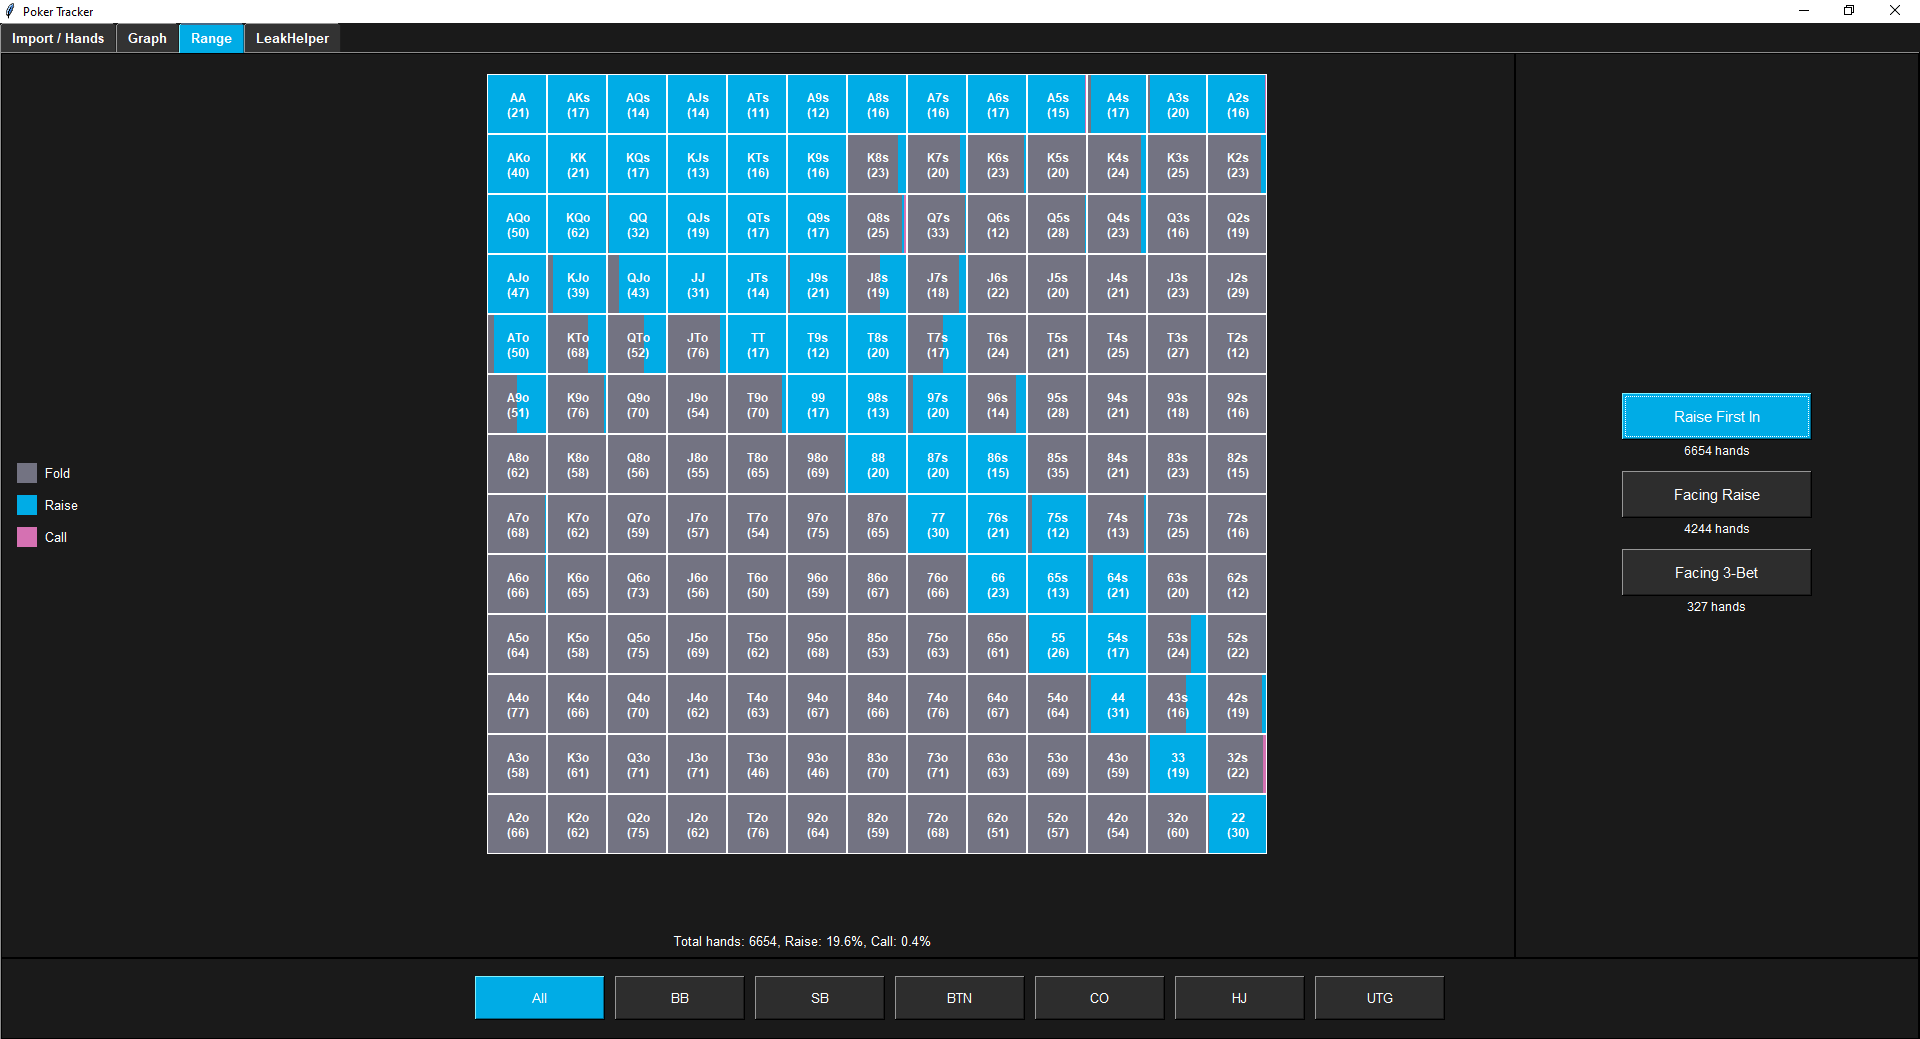 Poker Tracker
Import / Hands Graph Range LeakHelper
AA AKs AQs AJs ATs A9s A8s A7s A6s A5s A4s A3s A2s
(21) (17) (14) (14) (11) (12) (16) (16) (17) (15) (17) (20) (16)
AKo KK KQs KJs KTs K9s K8s K7s K6s K5s K4s K3s K2s
(40) (21) (17) (13) (16) (16) (23) (20) (23) (20) (24) (25) (23)
AQo KQo QQ QJs QTs Q9s Q8s Q7s Q6s Q5s Q4s Q3s Q2s
(50) (62) (32) (19) (17) (17) (25) (33) (12) (28) (23) (16) (19)
AJo KJo QJo JJ JTs J9s J8s J7s J6s J5s J4s J3s J2s
(47) (39) (43) (31) (14) (21) (19) (18) (22) (20) (21) (23) (29)
ATo KTo QTo JTo TT T9s T8s T7s T6s T5s T4s T3s T2s
(50) (68) (52) (76) (17) (12) (20) (17) (24) (21) (25) (27) (12)
A9o K9o Q9o J9o T9o 99 98s 97s 96s 95s 94s 93s 92s
(51) (76) (70) (54) (70) (17) (13) (20) (14) (28) (21) (18) (16)
A8o K8o Q8o J8o T8o 98o 88 87s 86s 85s 84s 83s 82s
(62) (58) (56) (55) (65) (69) (20) (20) (15) (35) (21) (23) (15)
A7o K7o Q7o J7o T7o 97o 87o 77 76s 75s 74s 73s 72s
(68) (62) (59) (57) (54) (75) (65) (30) (21) (12) (13) (25) (16)
A6o K6o Q6o J6o T6o 96o 86o 76o 66 65s 64s 63s 62s
(66) (65) (73) (56) (50) (59) (67) (66) (23) (13) (21) (20) (12)
A5o K5o Q5o J5o T5o 95o 85o 75o 65o 55 54s 53s 52s
(64) (58) (75) (69) (62) (68) (53) (63) (61) (26) (17) (24) (22)
A4o K4o Q4o J4o T4o 94o 84o 74o 64o 54o 44 43s 42s
(77) (66) (70) (62) (63) (67) (66) (76) (67) (64) (31) (16) (19)
A3o K3o Q3o J3o T3o 93o 83o 73o 63o 53o 43o 33 32s
(58) (61) (71) (71) (46) (46) (70) (71) (63) (69) (59) (19) (22)
A2o K2o Q2o J2o T2o 92o 82o 72o 62o 52o 42o 32o 22
(66) (62) (75) (62) (76) (64) (59) (68) (51) (57) (54) (60) (30)
Fold
Raise
Call
Raise First In
6654 hands
Facing Raise
4244 hands
Facing 3-Bet
327 hands
Total hands: 6654, Raise: 19.6%, Call: 0.4%
All BB SB BTN CO HJ UTG